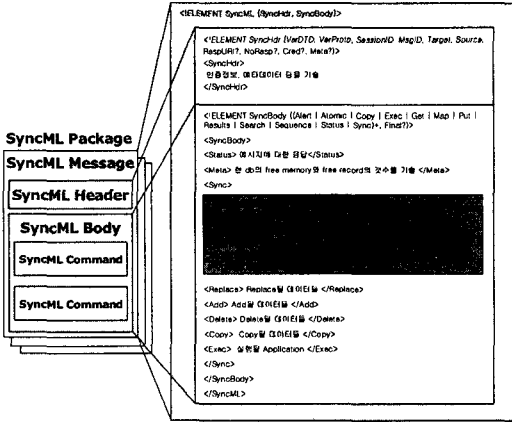 <!ELEMENT SyncML (SyncHdr, SyncBody)>
<!ELEMENT SyncHdr (VerDTD, VerProto, SessionID, MsgID, Target, Source,
RespURI?, NoResp?, Cred?, Meta?)>
<SyncHdr>
인증정보, 메타데이터 등을 기술
</SyncHdr>
<!ELEMENT SyncBody ((Alert | Atomic | Copy | Exec | Get | Map | Put |
Results | Search | Sequence | Status | Sync)+, Final?)>
<SyncBody>
<Status> 메시지에 대한 응답</Status>
<Meta> 한 db의 free memory와 free record의 갯수를 기술 </Meta>
<Sync>
<Replace> Replace될 데이터들 </Replace>
<Add> Add될 데이터들 </Add>
<Delete> Delete될 데이터들 </Delete>
<Copy> Copy될 데이터들 </Copy>
<Exec> 실행될 Application </Exec>
</Sync>
</SyncBody>
</SyncML>
SyncML Package
SyncML Message
SyncML Header
SyncML Body
SyncML Command
SyncML Command